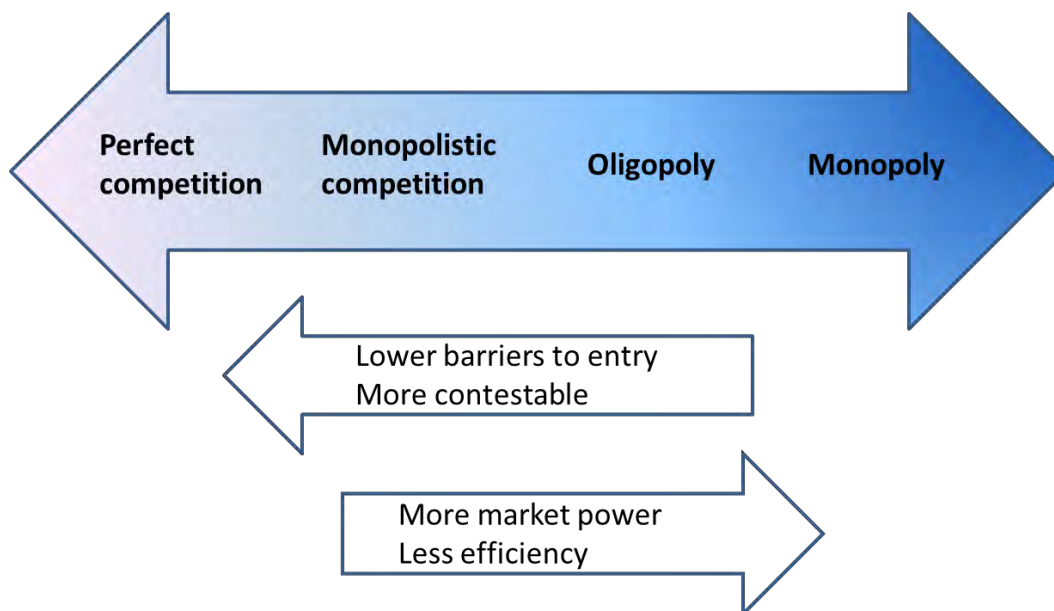 Perfect
competition
Monopolistic
competition
Oligopoly
Monopoly
Lower barriers to entry
More contestable
More market power
Less efficiency